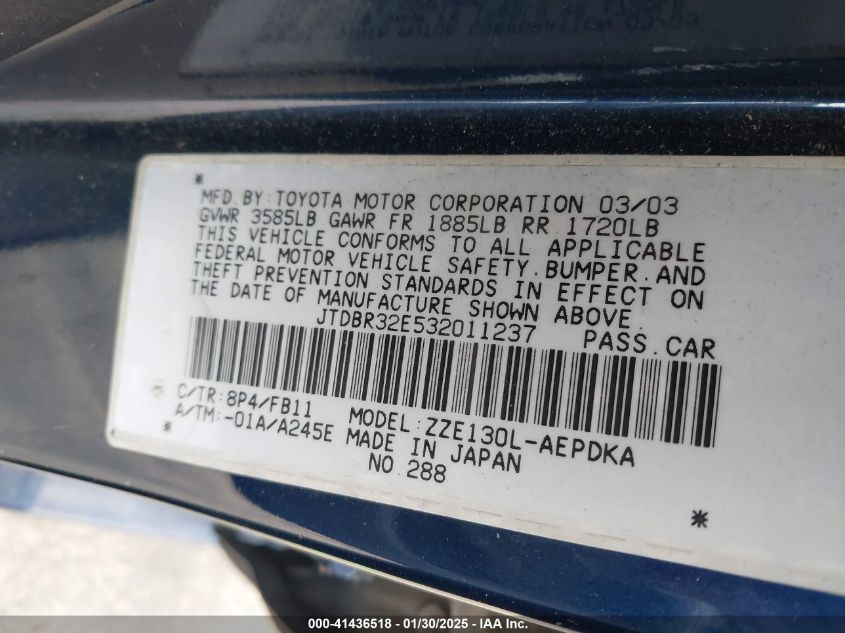 MFD.BY:TOYOTA MOTOR CORPORATION 03/03
GVWR 3585LB GAWR FR 1885LB RR 1720LB
THIS VEHICLE CONFORMS TO ALL APPLICABLE
FEDERAL MOTOR VEHICLE SAFETY.BUMPER.AND
THEFT PREVENTION STANDARDS IN EFFECT ON
THE DATE OF MANUFACTURE SHOWN ABOVE.
JTDBR32E532011237 PASS.CAR
C/TR:8P4/FB11 MODEL:ZZE130L-AEPDKA
A/TM:-01A/A245E MADE IN JAPAN
NO.288
000-41436518 - 01/30/2025 - IAA Inc.